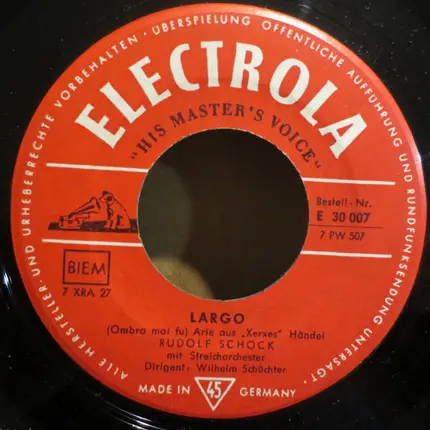 ALLE HERSTELLER- UND URHEBERRECHTE VORBEHALTEN · ÜBERSPIELUNG, ÖFFENTLICHE AUFFÜHRUNG UND RUNDFUNKSENDUNG UNTERSAGT ·
ELECTROLA
"HIS MASTER'S VOICE"
Bestell.-Nr.
E 30 007
7 PW 507
BIEM
7 XRA 27
LARGO
(Ombra mai fu) Arie aus „Xerxes" Händel
RUDOLF SCHOCK
mit Streichorchester
Dirigent: Wilhelm Schüchter
MADE IN 45 GERMANY